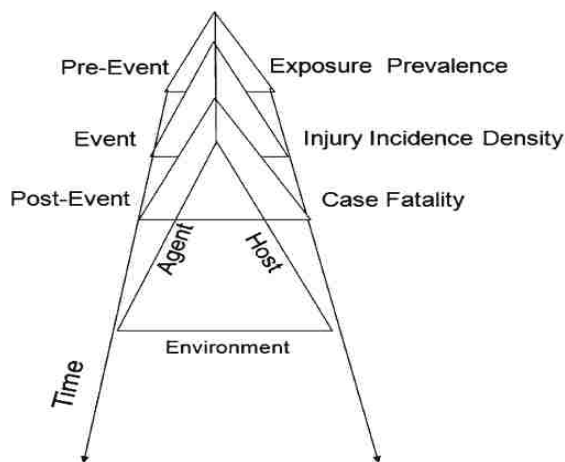 Pre-Event
Exposure Prevalence
Event
Injury Incidence Density
Post-Event
Case Fatality
Agent
Host
Environment
Time